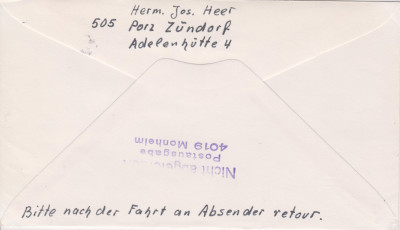 Herm. Jos. Heer
505 Porz Zündorf
Adelenhütte 4
Nicht abgefor
Postausgabe
4019 Monheim
Bitte nach der Fahrt an Absender retour.